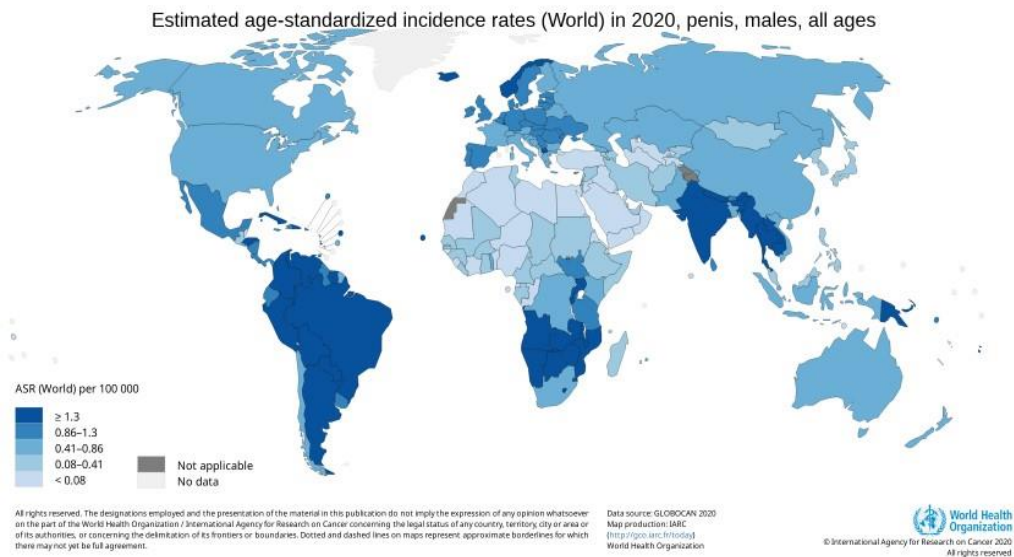 Estimated age-standardized incidence rates (World) in 2020, penis, males, all ages
ASR (World) per 100 000
≥ 1.3
0.86–1.3
0.41–0.86
0.08–0.41
< 0.08
Not applicable
No data
All rights reserved. The designations employed and the presentation of the material in this publication do not imply the expression of any opinion whatsoever
on the part of the World Health Organization / International Agency for Research on Cancer concerning the legal status of any country, territory, city or area or
of its authorities, or concerning the delimitation of its frontiers or boundaries. Dotted and dashed lines on maps represent approximate borderlines for which
there may not yet be full agreement.
Data source: GLOBOCAN 2020
Map production: IARC
(http://gco.iarc.fr/today)
World Health Organization
World Health
Organization
© International Agency for Research on Cancer 2020
All rights reserved